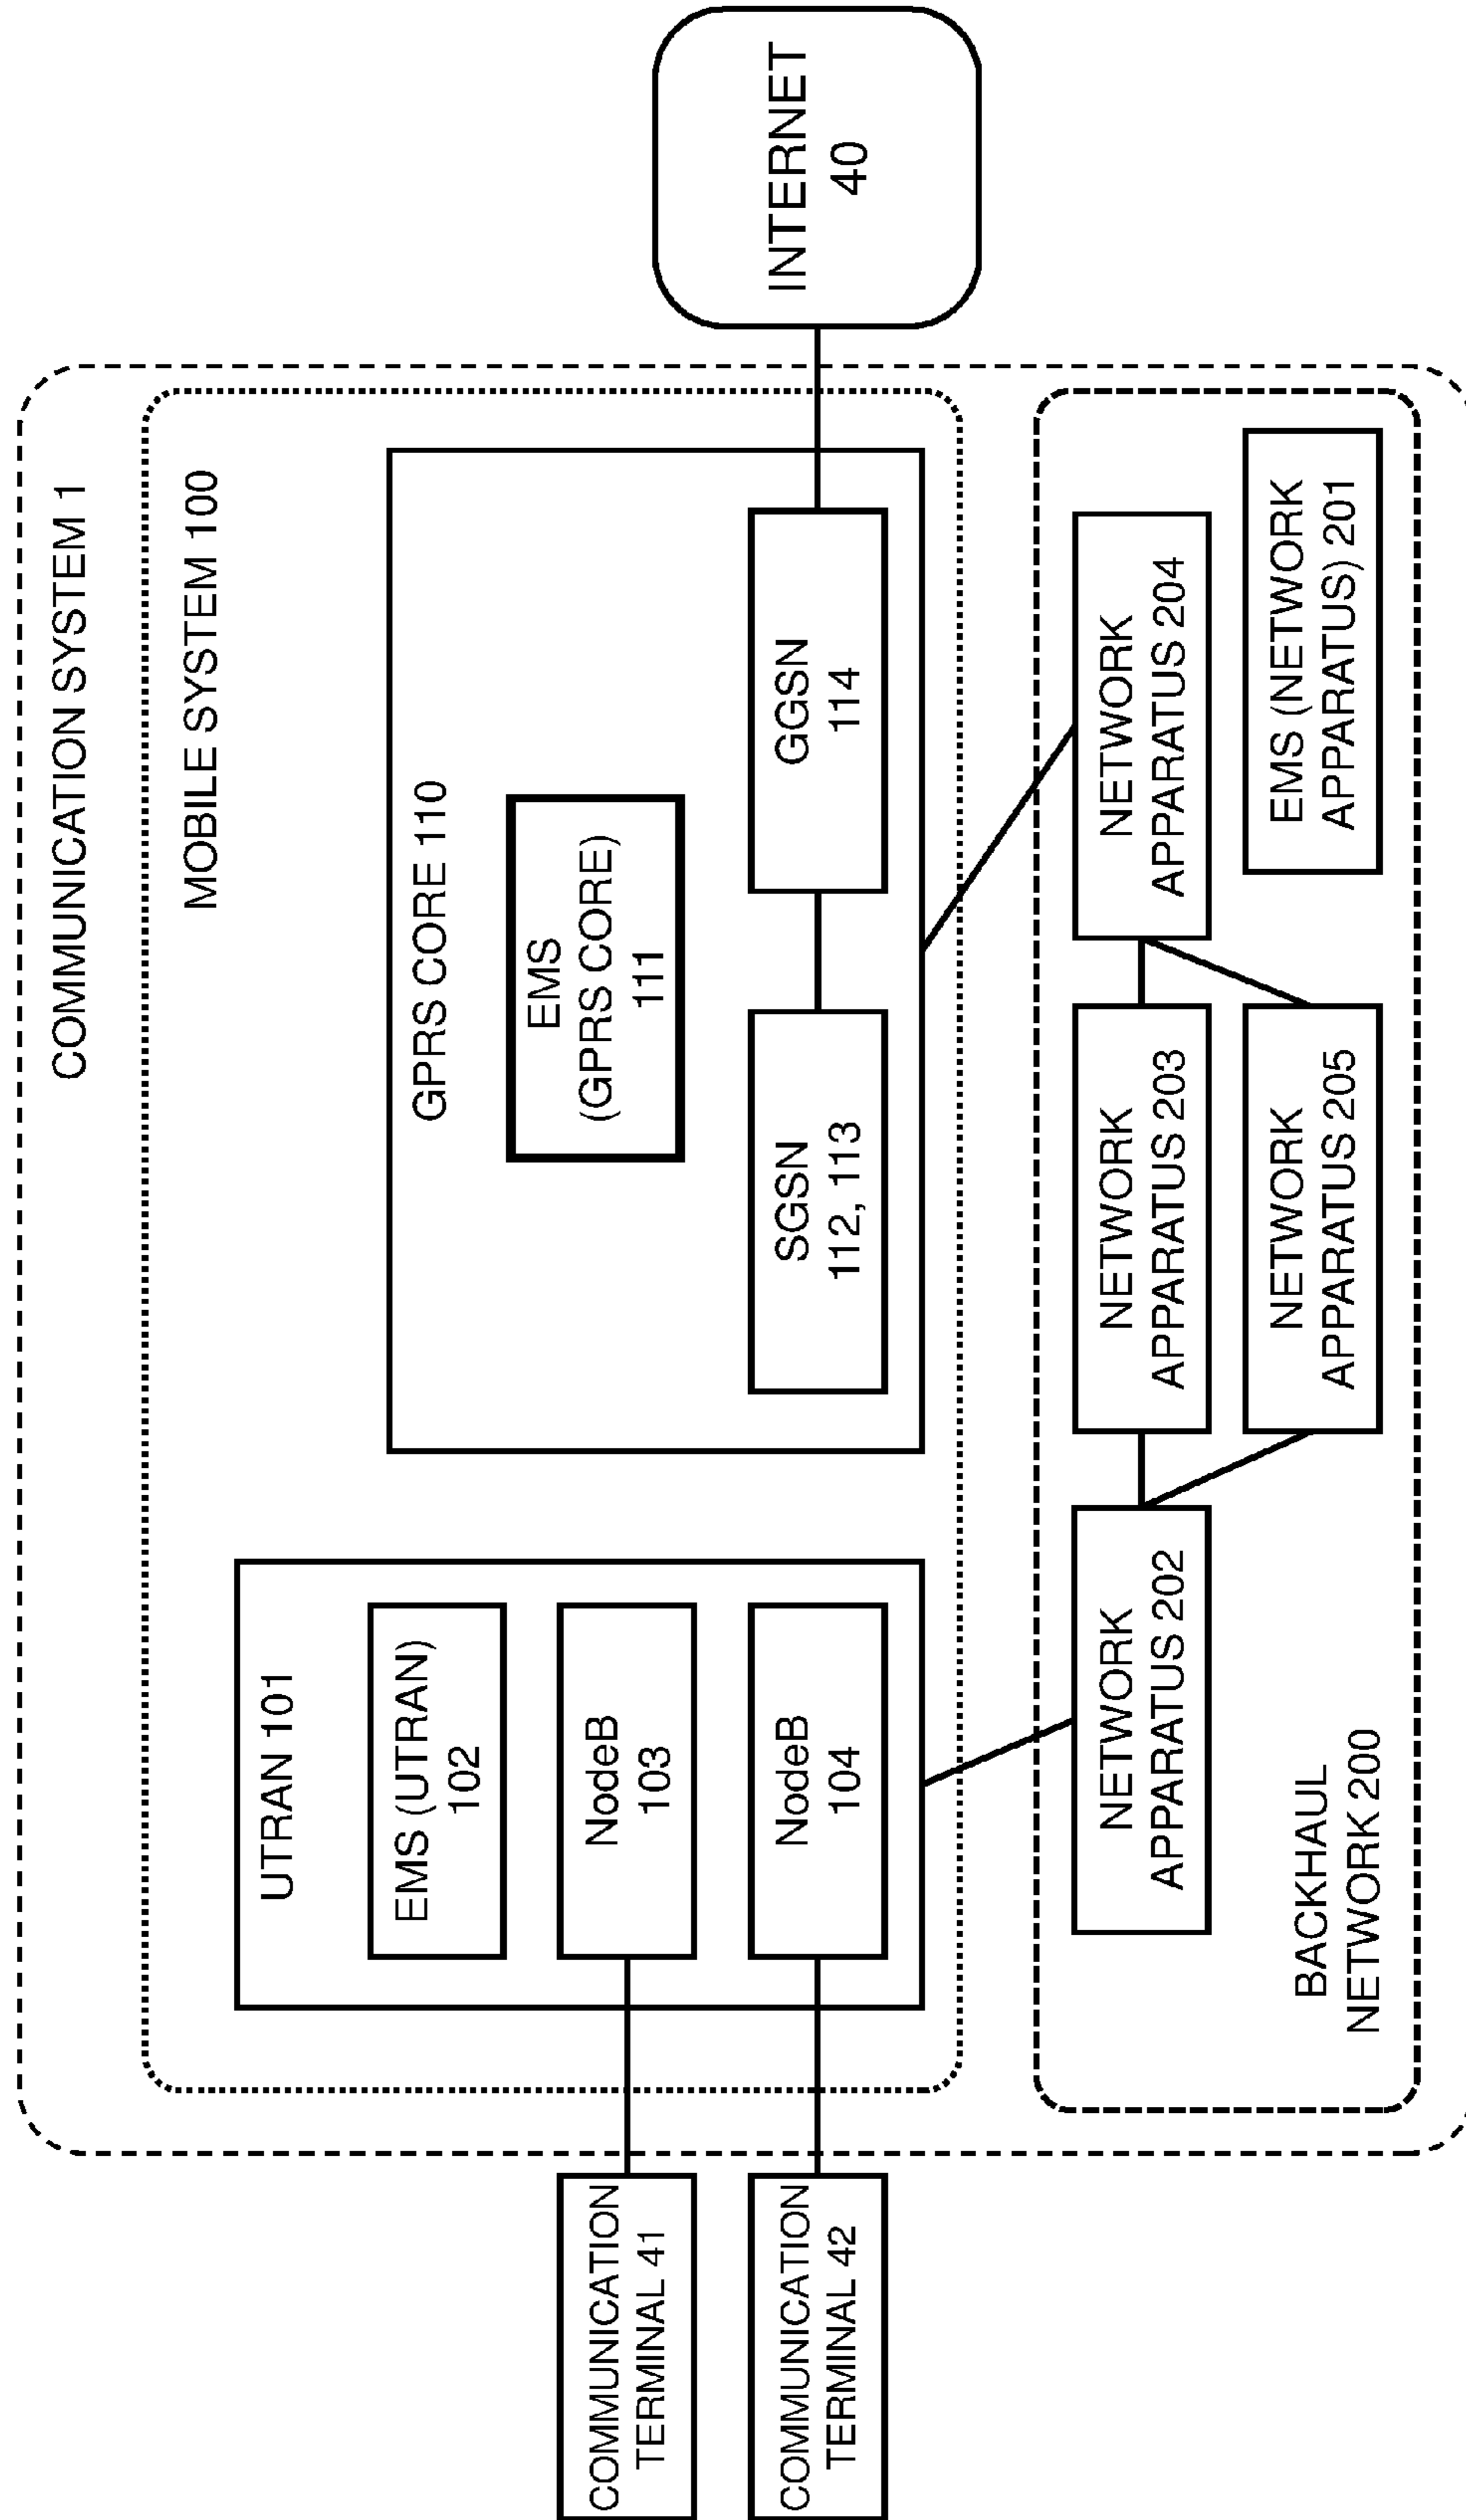 COMMUNICATION SYSTEM 1
MOBILE SYSTEM 100
UTRAN 101
EMS (UTRAN)
102
NodeB
103
NodeB
104
GPRS CORE 110
EMS
(GPRS CORE)
111
SGSN
112, 113
GGSN
114
COMMUNICATION
TERMINAL 41
COMMUNICATION
TERMINAL 42
INTERNET
40
NETWORK
APPARATUS 202
NETWORK
APPARATUS 203
NETWORK
APPARATUS 204
NETWORK
APPARATUS 205
EMS (NETWORK
APPARATUS) 201
BACKHAUL
NETWORK 200